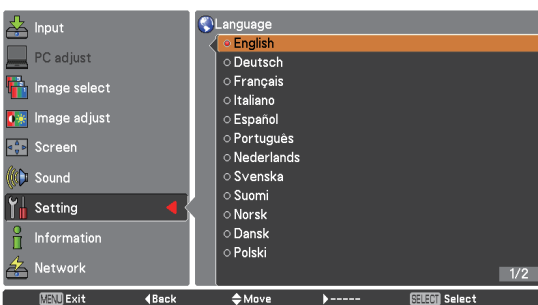 Input
PC adjust
Image select
Image adjust
Screen
Sound
Setting
Information
Network
Language
English
Deutsch
Français
Italiano
Español
Português
Nederlands
Svenska
Suomi
Norsk
Dansk
Polski
1/2
MENU Exit
Back
Move
-----
SELECT Select